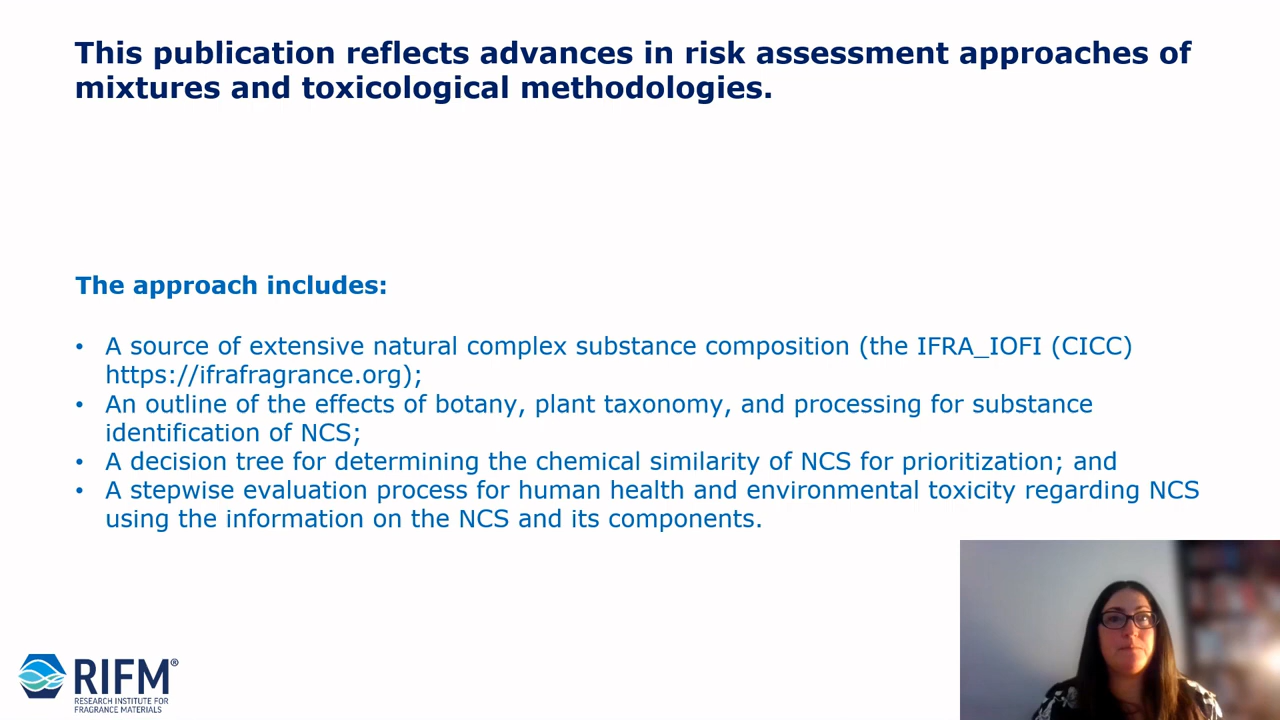 This publication reflects advances in risk assessment approaches of
mixtures and toxicological methodologies.
The approach includes:
• A source of extensive natural complex substance composition (the IFRA_IOFI (CICC)
https://ifrafragrance.org);
• An outline of the effects of botany, plant taxonomy, and processing for substance
identification of NCS;
• A decision tree for determining the chemical similarity of NCS for prioritization; and
• A stepwise evaluation process for human health and environmental toxicity regarding NCS
using the information on the NCS and its components.
RIFM®
RESEARCH INSTITUTE FOR
FRAGRANCE MATERIALS